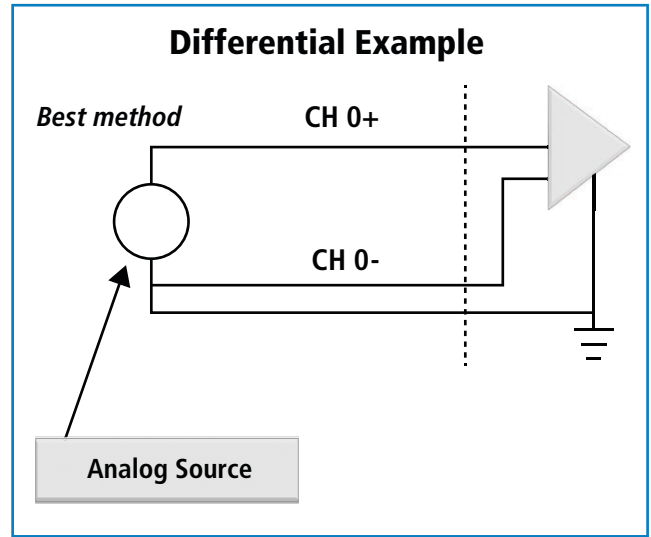 Differential Example
Best method
CH 0+
CH 0-
Analog Source